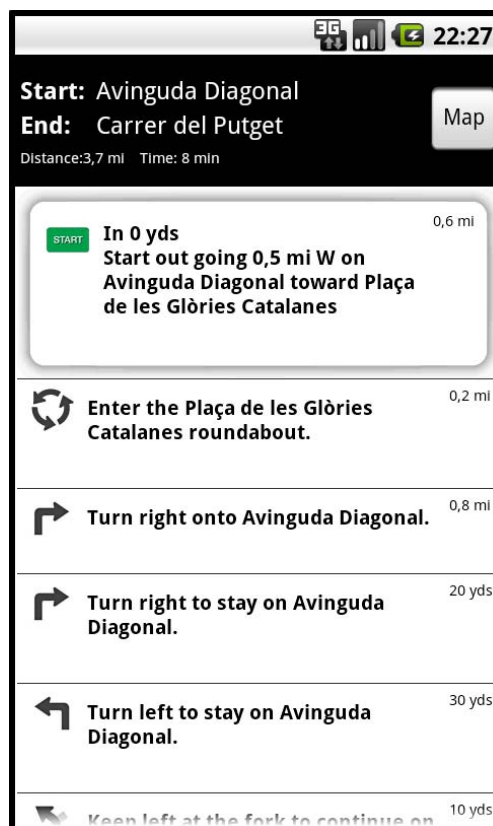 3G 22:27
Start: Avinguda Diagonal
End: Carrer del Putget
Map
Distance:3,7 mi Time: 8 min
START
In 0 yds
0,6 mi
Start out going 0,5 mi W on
Avinguda Diagonal toward Plaça
de les Glòries Catalanes
Enter the Plaça de les Glòries
0,2 mi
Catalanes roundabout.
Turn right onto Avinguda Diagonal.
0,8 mi
Turn right to stay on Avinguda
20 yds
Diagonal.
Turn left to stay on Avinguda
30 yds
Diagonal.
Keep left at the fork to continue on
10 yds